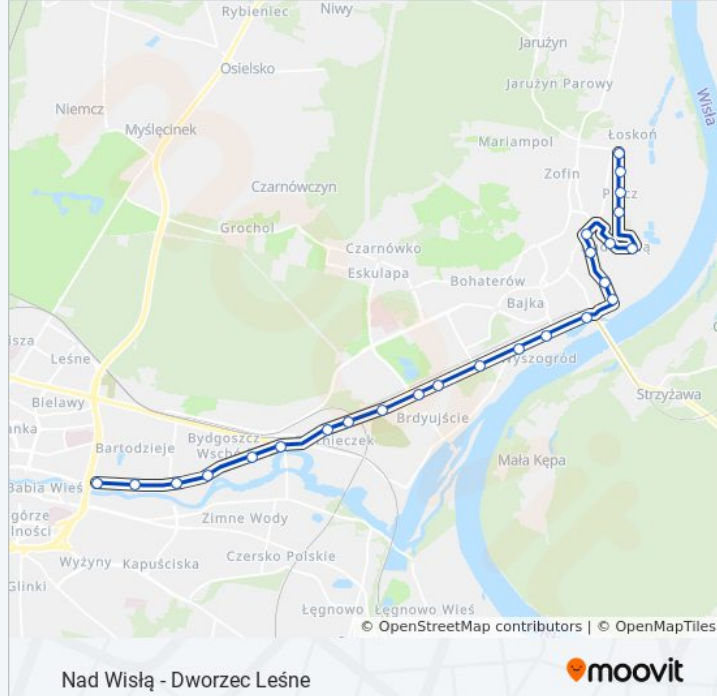 Rybieniec
Niwy
Osielsko
Jarużyn
Jarużyn Parowy
Wisła
Niemcz
Myślęcinek
Mariampol
Łoskoń
Zofin
Czarnówczyn
Grochol
Czarnówko
Eskulapa
Bohaterów
Bajka
Leśne
Wyszogród
Strzyżawa
Bielawy
Brdyujście
Bartodzieje
Bydgoszcz
Mała Kępa
Babia Wieś
Zimne Wody
Wyżyny
Kapuściska
Czersko Polskie
Glinki
Łęgnowo
Łęgnowo Wieś
© OpenStreetMap contributors | © OpenMapTiles
Nad Wisłą - Dworzec Leśne
moovit